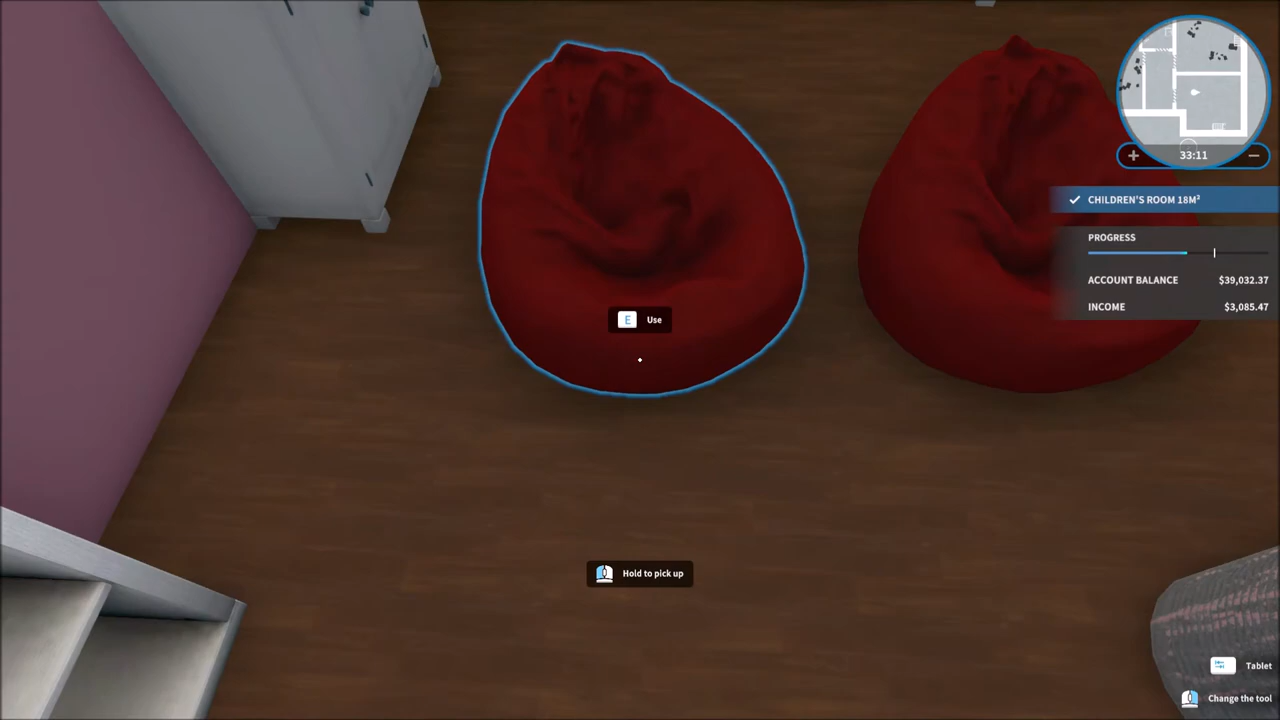 33:11
CHILDREN'S ROOM 18M²
PROGRESS
ACCOUNT BALANCE $39,032.37
INCOME $3,085.47
E Use
Hold to pick up
Tablet
Change the tool